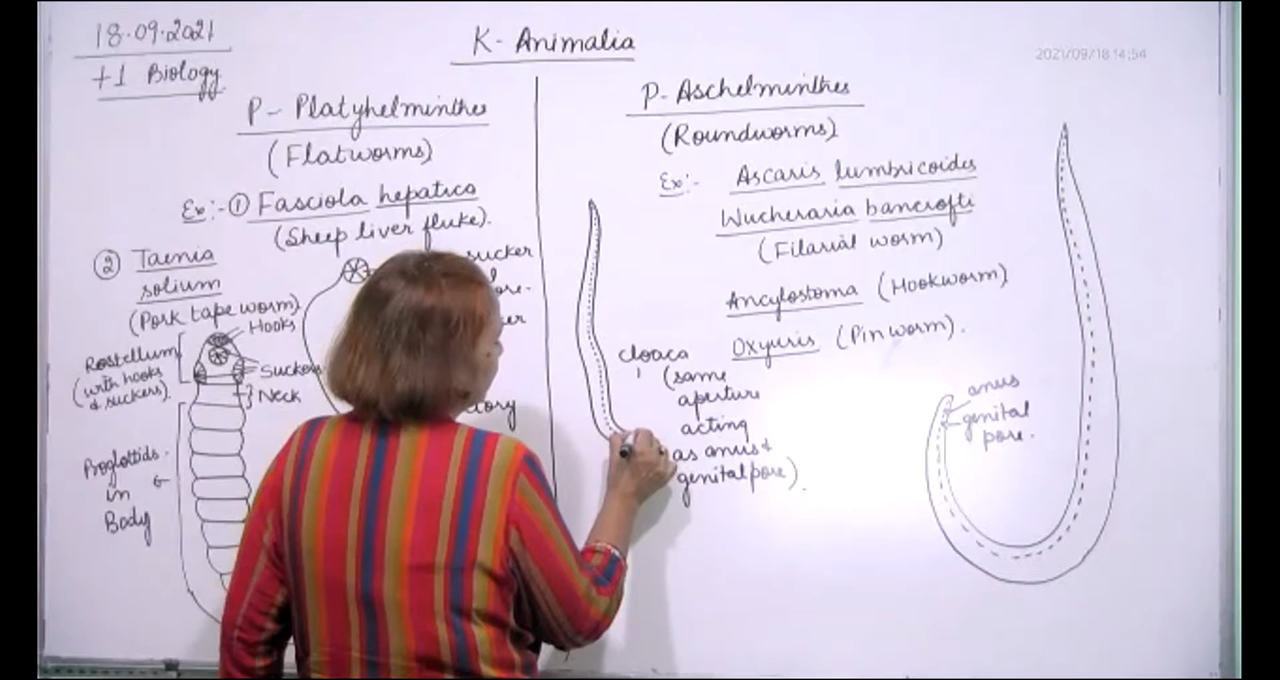 18.09.2021
+1 Biology
K- Animalia
2021/09/18 14:54
P- Platyhelminthes
(Flatworms)
Ex:- ① Fasciola hepatica
(Sheep liver fluke).
② Taenia
solium
(Pork tape worm)
Hooks
Rostellum
(with hooks
& suckers).
Suckers
Neck
Proglottids.
in
Body
sucker
P- Aschelminthes
(Roundworms)
Ex:- Ascaris lumbricoides
Wucheraria bancrofti
(Filarial worm)
Ancylostoma (Hookworm)
Oxyuris (Pinworm).
cloaca
(same
aperture
acting
as anus &
genital pore).
anus
genital
pore.